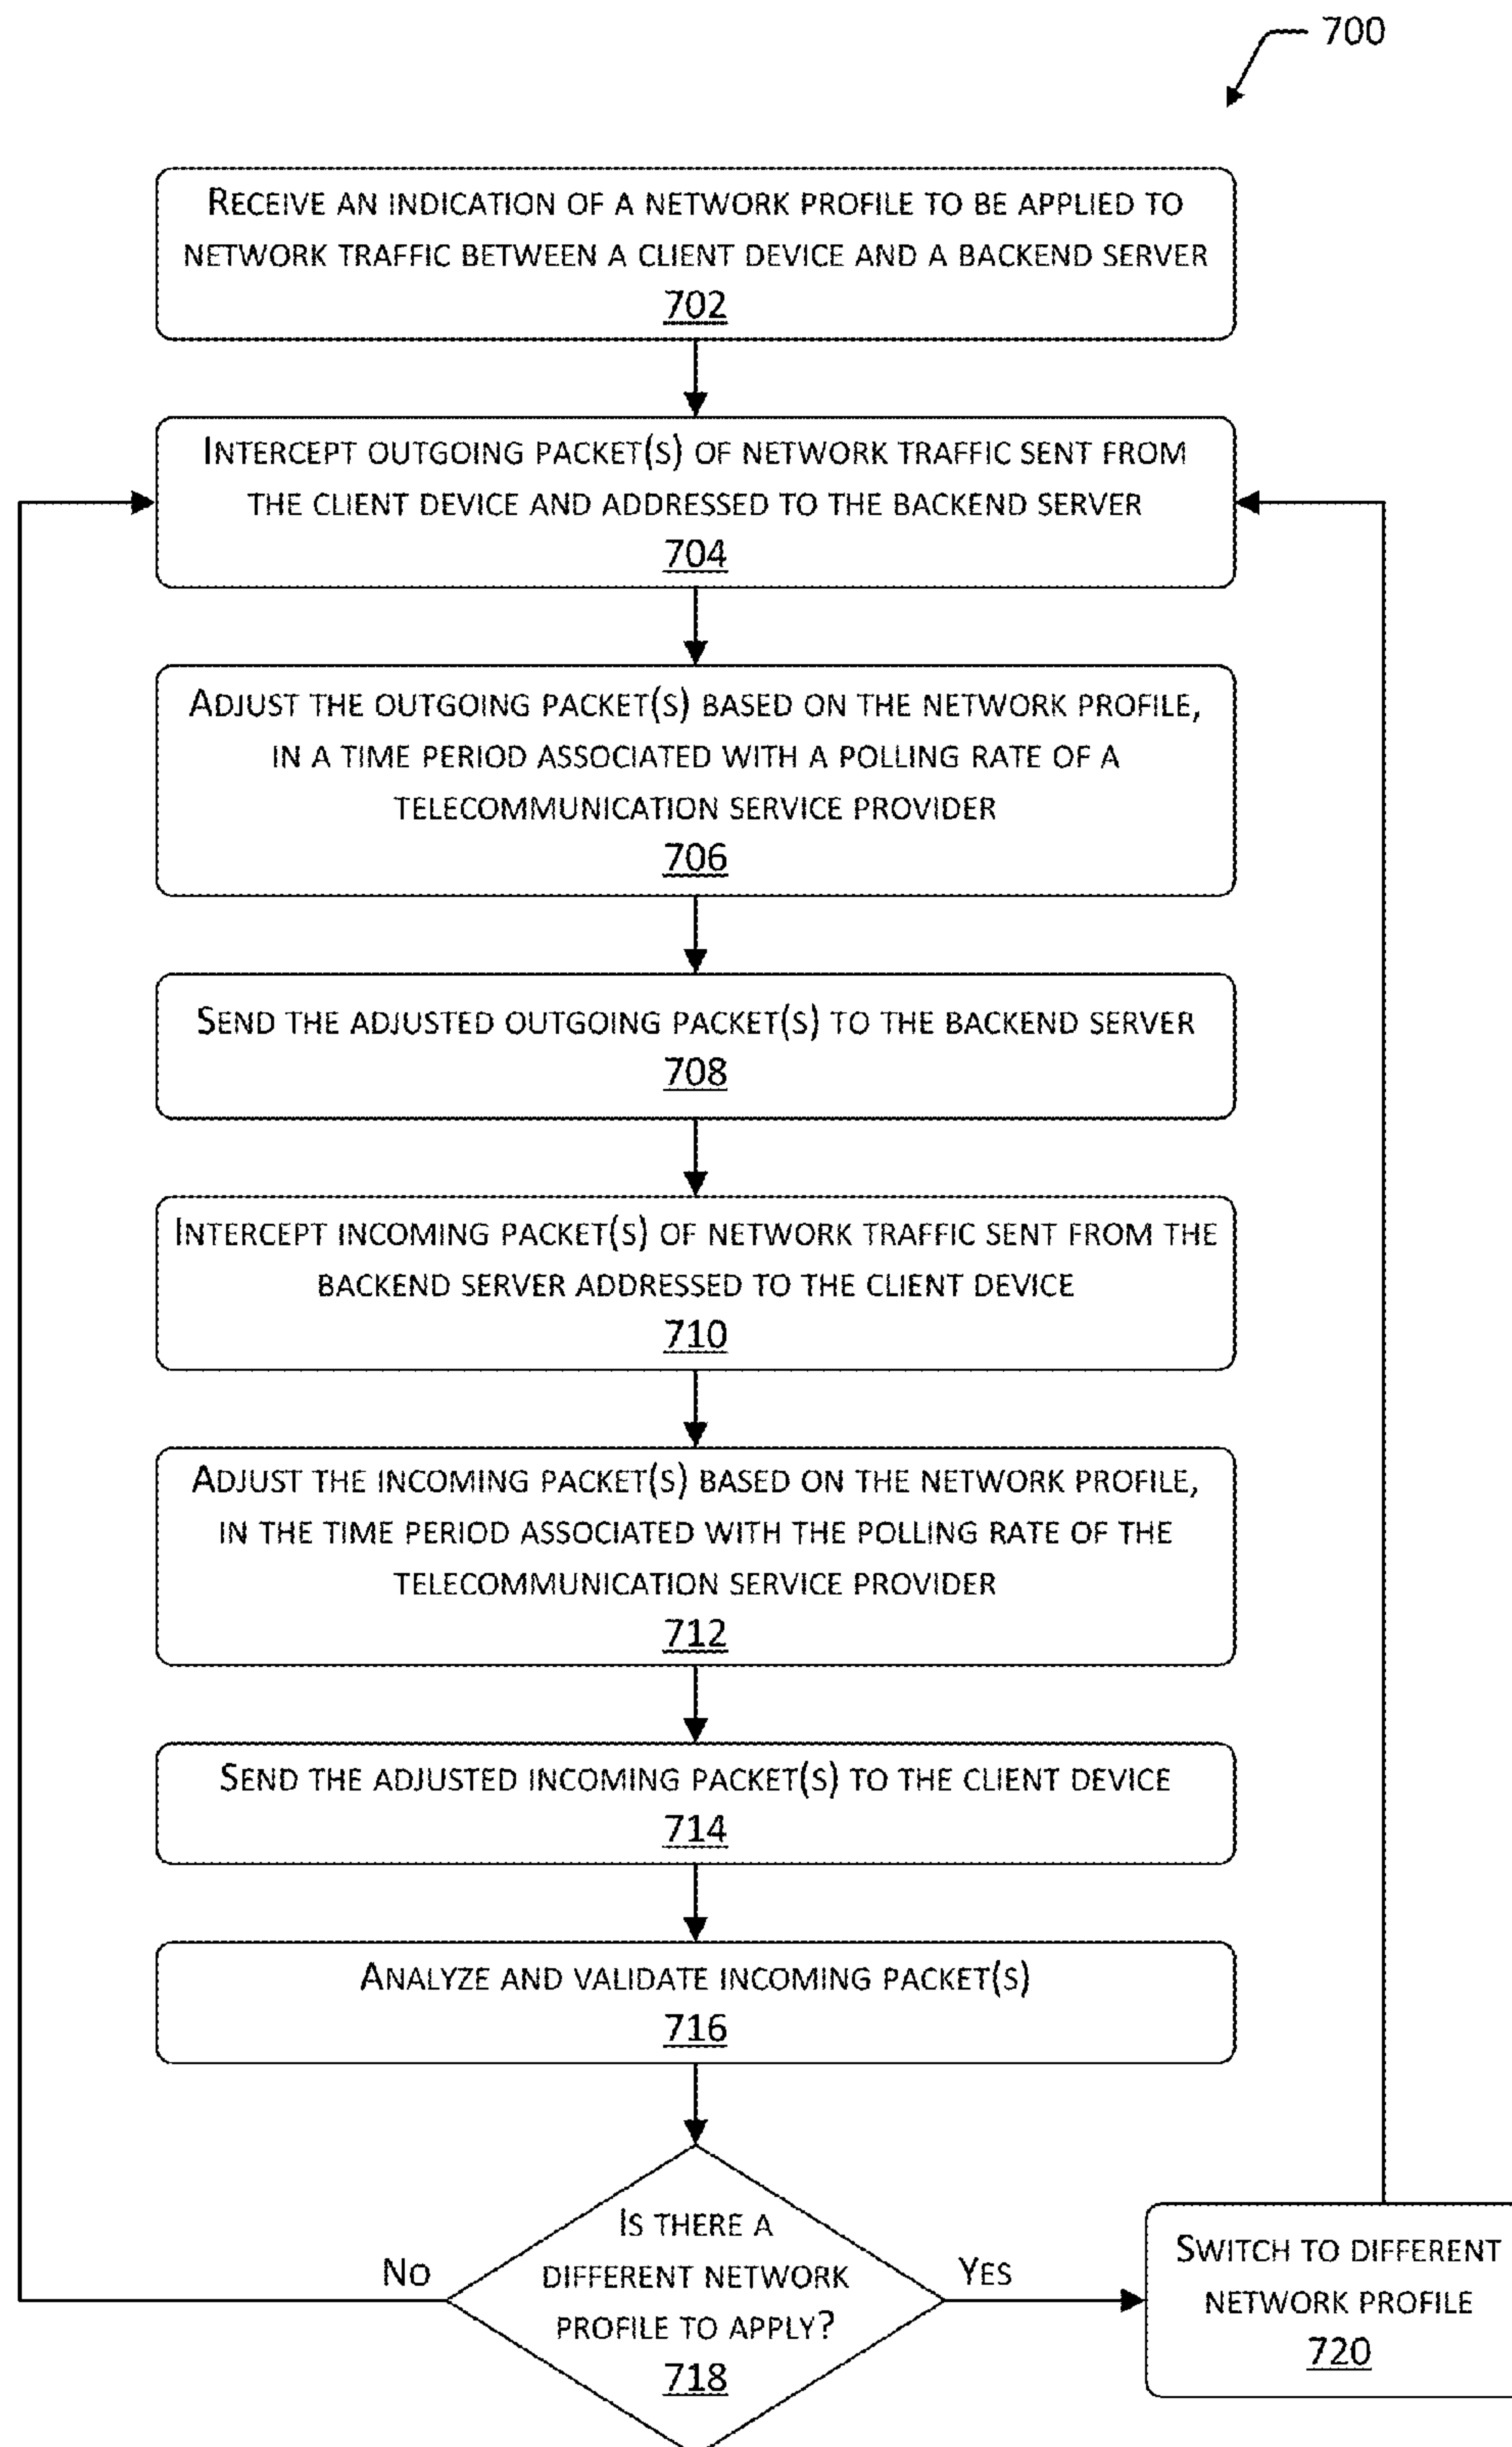 700
RECEIVE AN INDICATION OF A NETWORK PROFILE TO BE APPLIED TO
NETWORK TRAFFIC BETWEEN A CLIENT DEVICE AND A BACKEND SERVER
702
INTERCEPT OUTGOING PACKET(S) OF NETWORK TRAFFIC SENT FROM
THE CLIENT DEVICE AND ADDRESSED TO THE BACKEND SERVER
704
ADJUST THE OUTGOING PACKET(S) BASED ON THE NETWORK PROFILE,
IN A TIME PERIOD ASSOCIATED WITH A POLLING RATE OF A
TELECOMMUNICATION SERVICE PROVIDER
706
SEND THE ADJUSTED OUTGOING PACKET(S) TO THE BACKEND SERVER
708
INTERCEPT INCOMING PACKET(S) OF NETWORK TRAFFIC SENT FROM THE
BACKEND SERVER ADDRESSED TO THE CLIENT DEVICE
710
ADJUST THE INCOMING PACKET(S) BASED ON THE NETWORK PROFILE,
IN THE TIME PERIOD ASSOCIATED WITH THE POLLING RATE OF THE
TELECOMMUNICATION SERVICE PROVIDER
712
SEND THE ADJUSTED INCOMING PACKET(S) TO THE CLIENT DEVICE
714
ANALYZE AND VALIDATE INCOMING PACKET(S)
716
IS THERE A
DIFFERENT NETWORK
PROFILE TO APPLY?
718
NO
YES
SWITCH TO DIFFERENT
NETWORK PROFILE
720